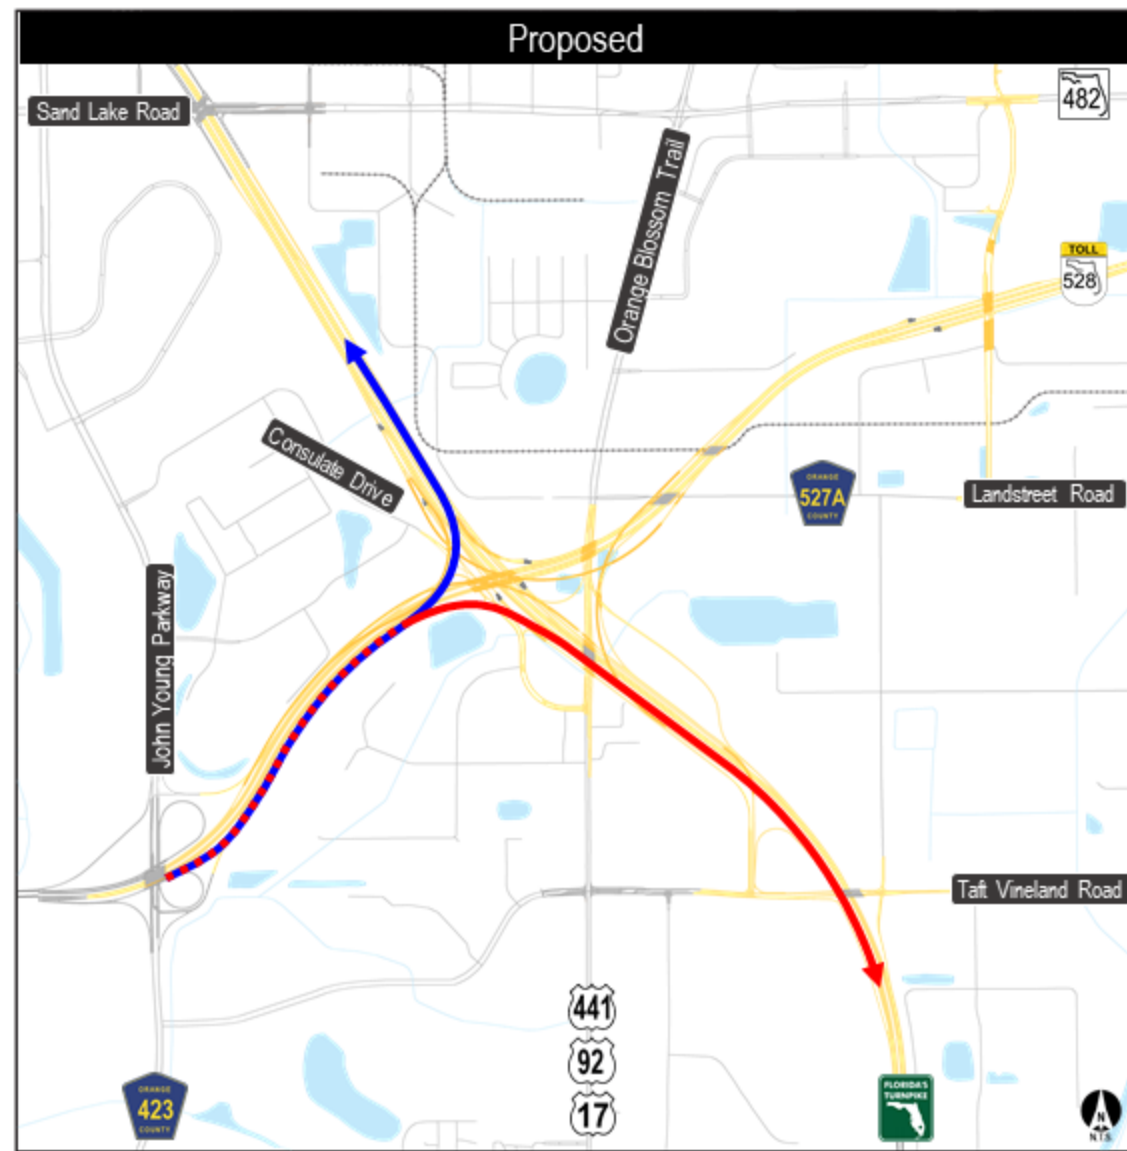 Proposed
Sand Lake Road
482
Orange Blossom Trail
TOLL
528
Consulate Drive
ORANGE
527A
COUNTY
Landstreet Road
John Young Parkway
Taft Vineland Road
441
92
17
ORANGE
423
COUNTY
FLORIDA'S
TURNPIKE
N
N.T.S.